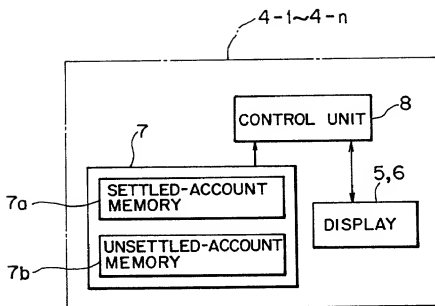 4-1~4-n
CONTROL UNIT
8
7
SETTLED-ACCOUNT
MEMORY
7a
5,6
DISPLAY
UNSETTLED-ACCOUNT
MEMORY
7b